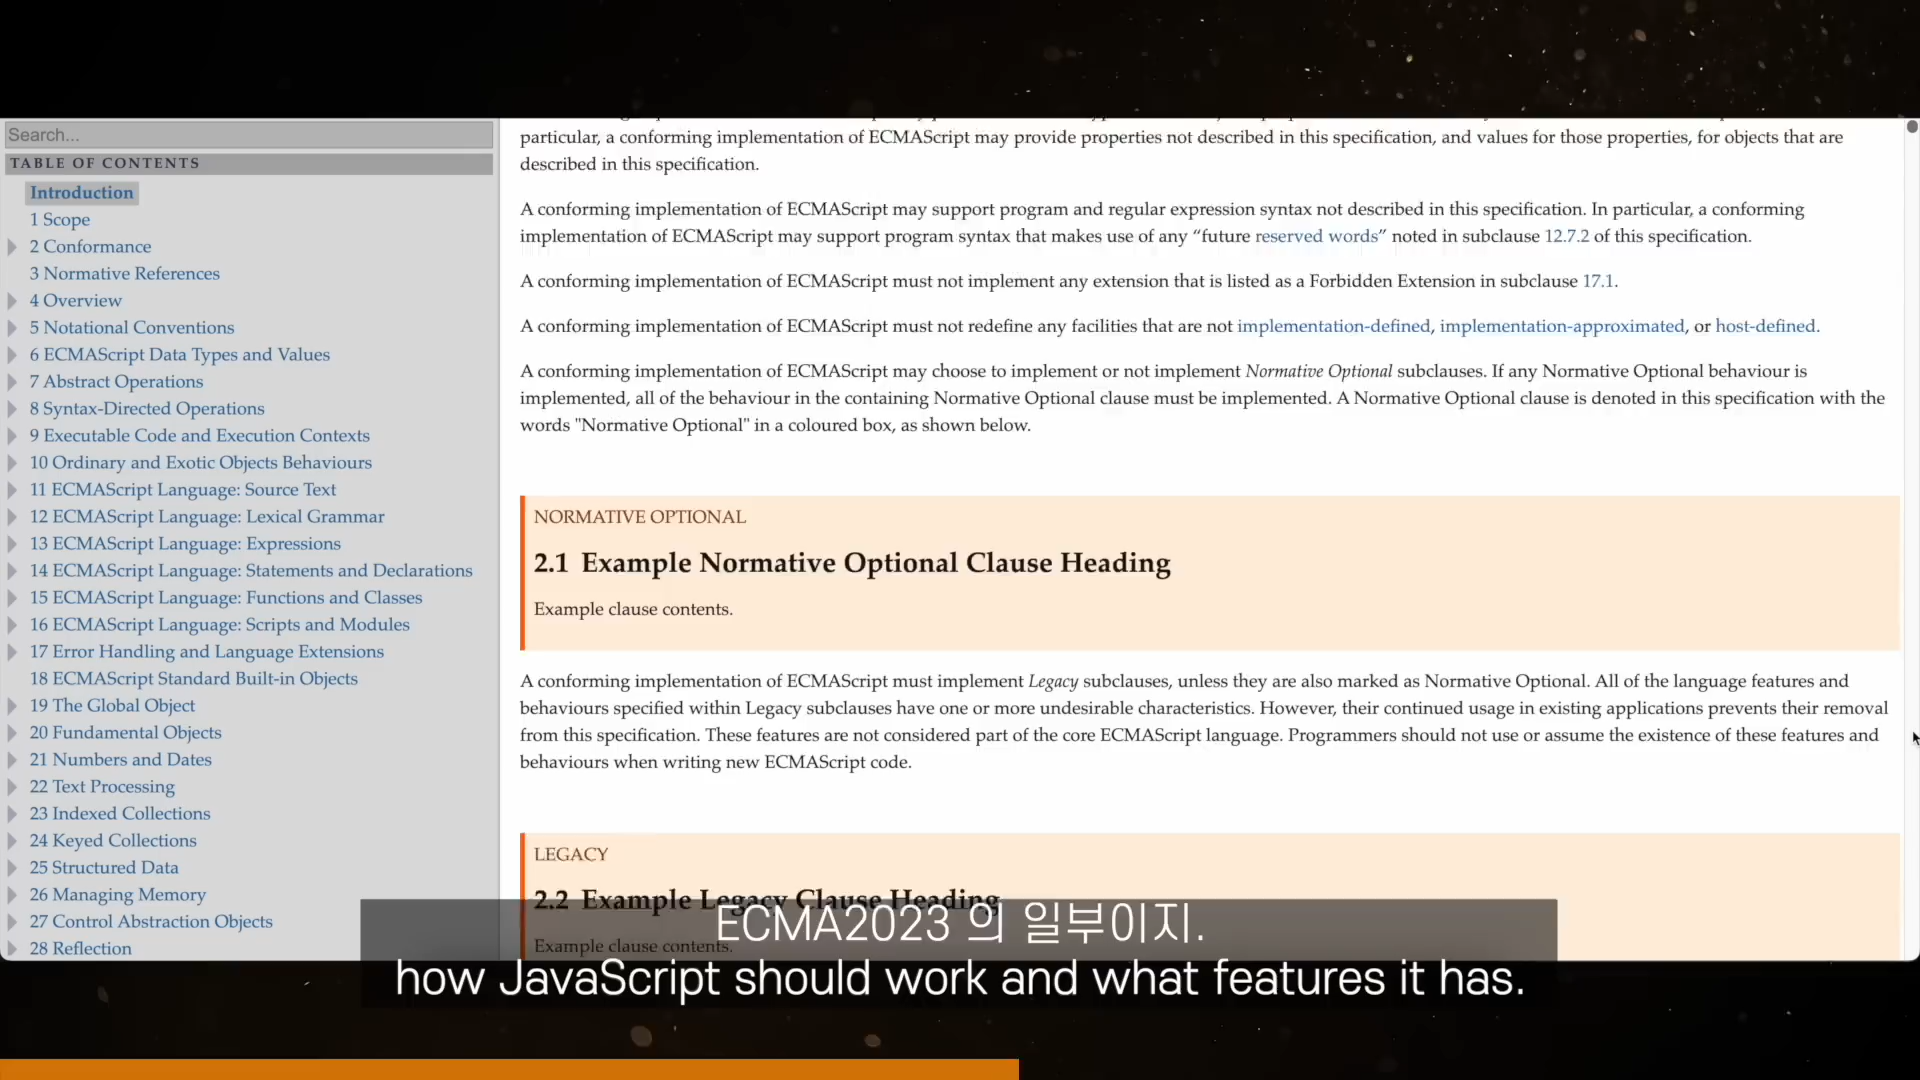 Search...
TABLE OF CONTENTS
Introduction
1 Scope
2 Conformance
3 Normative References
4 Overview
5 Notational Conventions
6 ECMAScript Data Types and Values
7 Abstract Operations
8 Syntax-Directed Operations
9 Executable Code and Execution Contexts
10 Ordinary and Exotic Objects Behaviours
11 ECMAScript Language: Source Text
12 ECMAScript Language: Lexical Grammar
13 ECMAScript Language: Expressions
14 ECMAScript Language: Statements and Declarations
15 ECMAScript Language: Functions and Classes
16 ECMAScript Language: Scripts and Modules
17 Error Handling and Language Extensions
18 ECMAScript Standard Built-in Objects
19 The Global Object
20 Fundamental Objects
21 Numbers and Dates
22 Text Processing
23 Indexed Collections
24 Keyed Collections
25 Structured Data
26 Managing Memory
27 Control Abstraction Objects
28 Reflection
particular, a conforming implementation of ECMAScript may provide properties not described in this specification, and values for those properties, for objects that are
described in this specification.
A conforming implementation of ECMAScript may support program and regular expression syntax not described in this specification. In particular, a conforming
implementation of ECMAScript may support program syntax that makes use of any “future reserved words” noted in subclause 12.7.2 of this specification.
A conforming implementation of ECMAScript must not implement any extension that is listed as a Forbidden Extension in subclause 17.1.
A conforming implementation of ECMAScript must not redefine any facilities that are not implementation-defined, implementation-approximated, or host-defined.
A conforming implementation of ECMAScript may choose to implement or not implement Normative Optional subclauses. If any Normative Optional behaviour is
implemented, all of the behaviour in the containing Normative Optional clause must be implemented. A Normative Optional clause is denoted in this specification with the
words "Normative Optional" in a coloured box, as shown below.
NORMATIVE OPTIONAL
2.1 Example Normative Optional Clause Heading
Example clause contents.
A conforming implementation of ECMAScript must implement Legacy subclauses, unless they are also marked as Normative Optional. All of the language features and
behaviours specified within Legacy subclauses have one or more undesirable characteristics. However, their continued usage in existing applications prevents their removal
from this specification. These features are not considered part of the core ECMAScript language. Programmers should not use or assume the existence of these features and
behaviours when writing new ECMAScript code.
LEGACY
2.2 Example Legacy Clause Heading
Example clause contents.
ECMA2023 의 일부이지.
how JavaScript should work and what features it has.